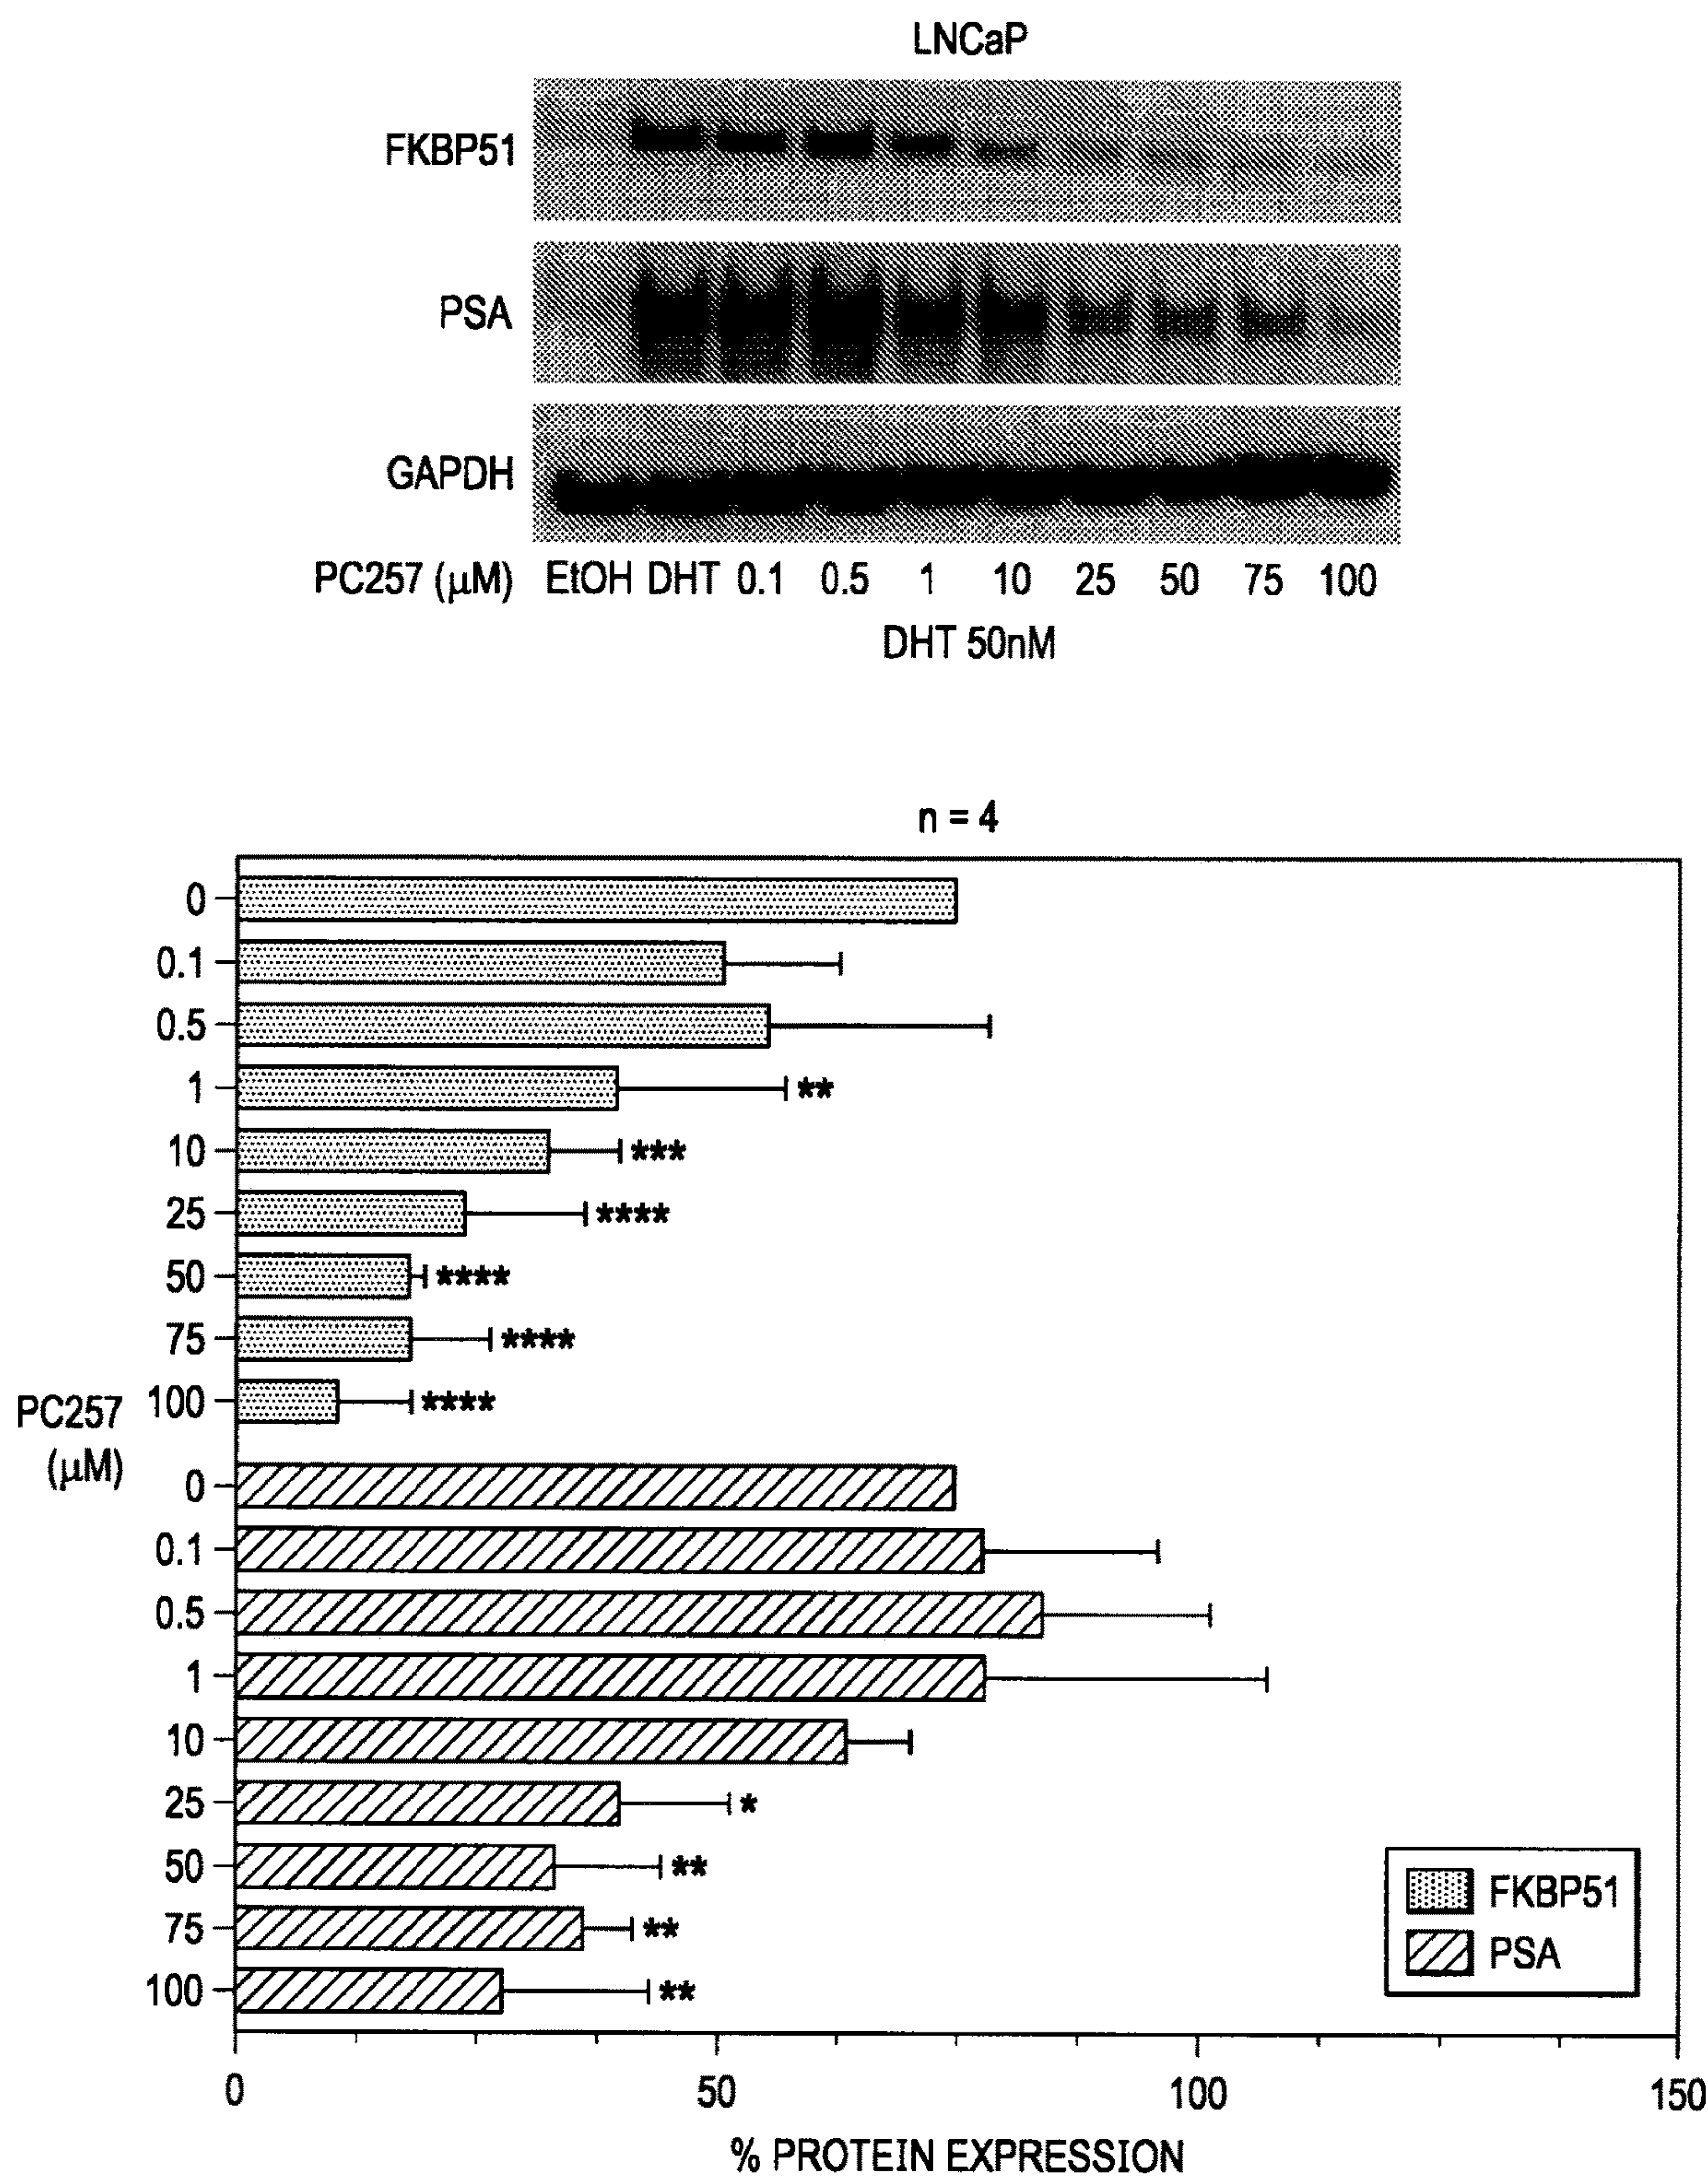 LNCaP
FKBP51
PSA
GAPDH
PC257 (μM) EtOH DHT 0.1 0.5 1 10 25 50 75 100
DHT 50nM
n = 4
0
0.1
0.5
1 **
10 ***
25 ****
50 ****
75 ****
100 ****
PC257
(μM)
0
0.1
0.5
1
10
25 *
50 **
75 **
100 **
FKBP51
PSA
0 50 100 150
% PROTEIN EXPRESSION